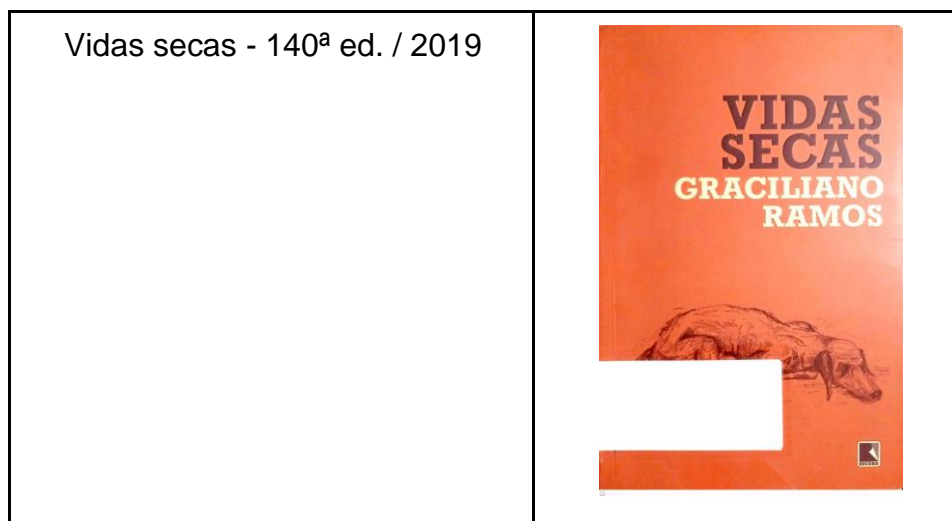 Vidas secas - 140ª ed. / 2019
VIDAS
SECAS
GRACILIANO
RAMOS